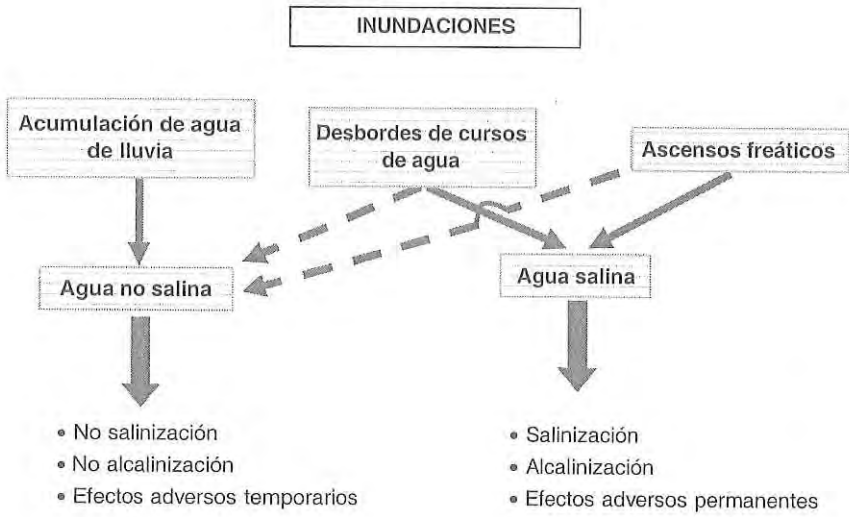 INUNDACIONES
Acumulación de agua
de lluvia
Desbordes de cursos
de agua
Ascensos freáticos
Agua no salina
Agua salina
• No salinización
• No alcalinización
• Efectos adversos temporarios
• Salinización
• Alcalinización
• Efectos adversos permanentes